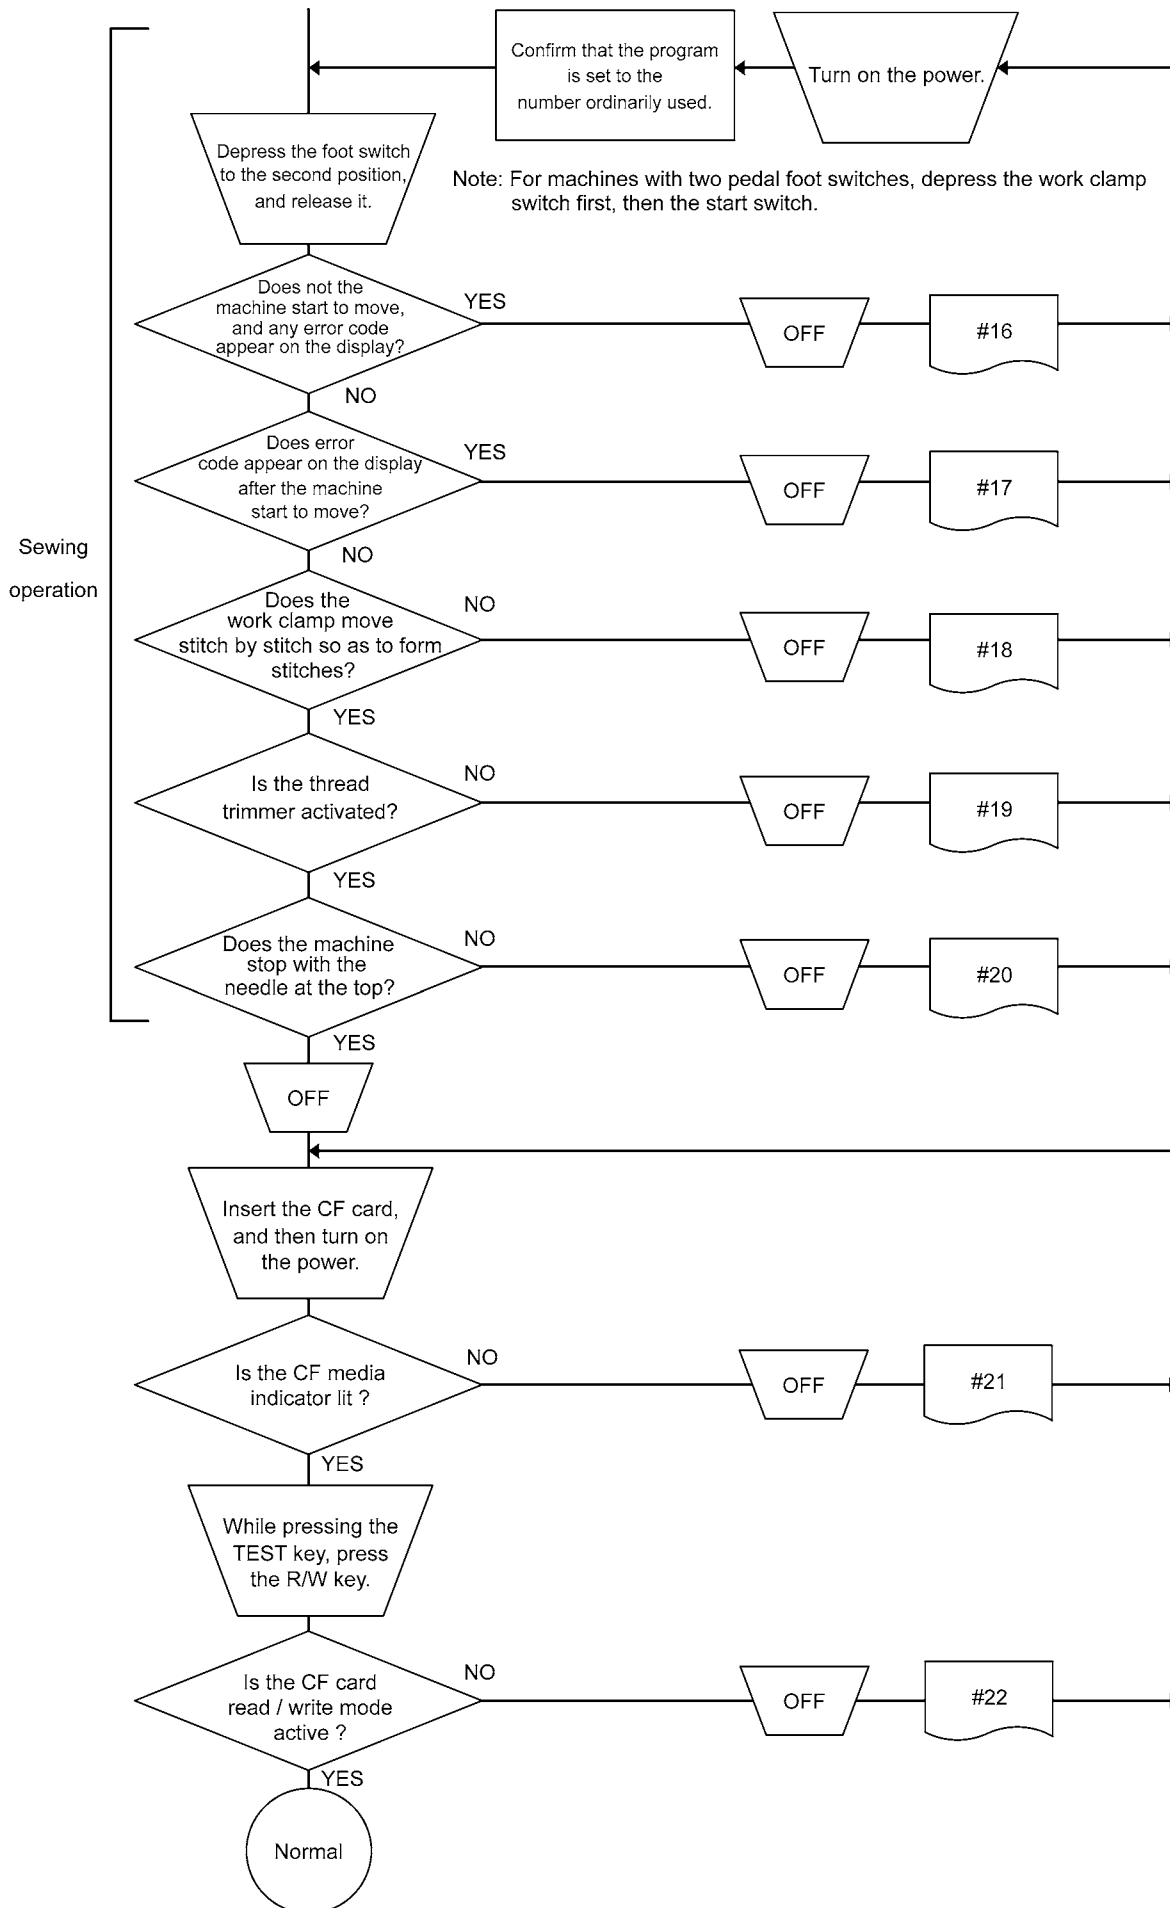 Confirm that the program
is set to the
number ordinarily used.
Turn on the power.
Depress the foot switch
to the second position,
and release it.
Note: For machines with two pedal foot switches, depress the work clamp
switch first, then the start switch.
Does not the
machine start to move,
and any error code
appear on the display?
YES
OFF
#16
NO
Does error
code appear on the display
after the machine
start to move?
YES
OFF
#17
NO
Sewing
operation
Does the
work clamp move
stitch by stitch so as to form
stitches?
NO
OFF
#18
YES
Is the thread
trimmer activated?
NO
OFF
#19
YES
Does the machine
stop with the
needle at the top?
NO
OFF
#20
YES
OFF
Insert the CF card,
and then turn on
the power.
Is the CF media
indicator lit ?
NO
OFF
#21
YES
While pressing the
TEST key, press
the R/W key.
Is the CF card
read / write mode
active ?
NO
OFF
#22
YES
Normal